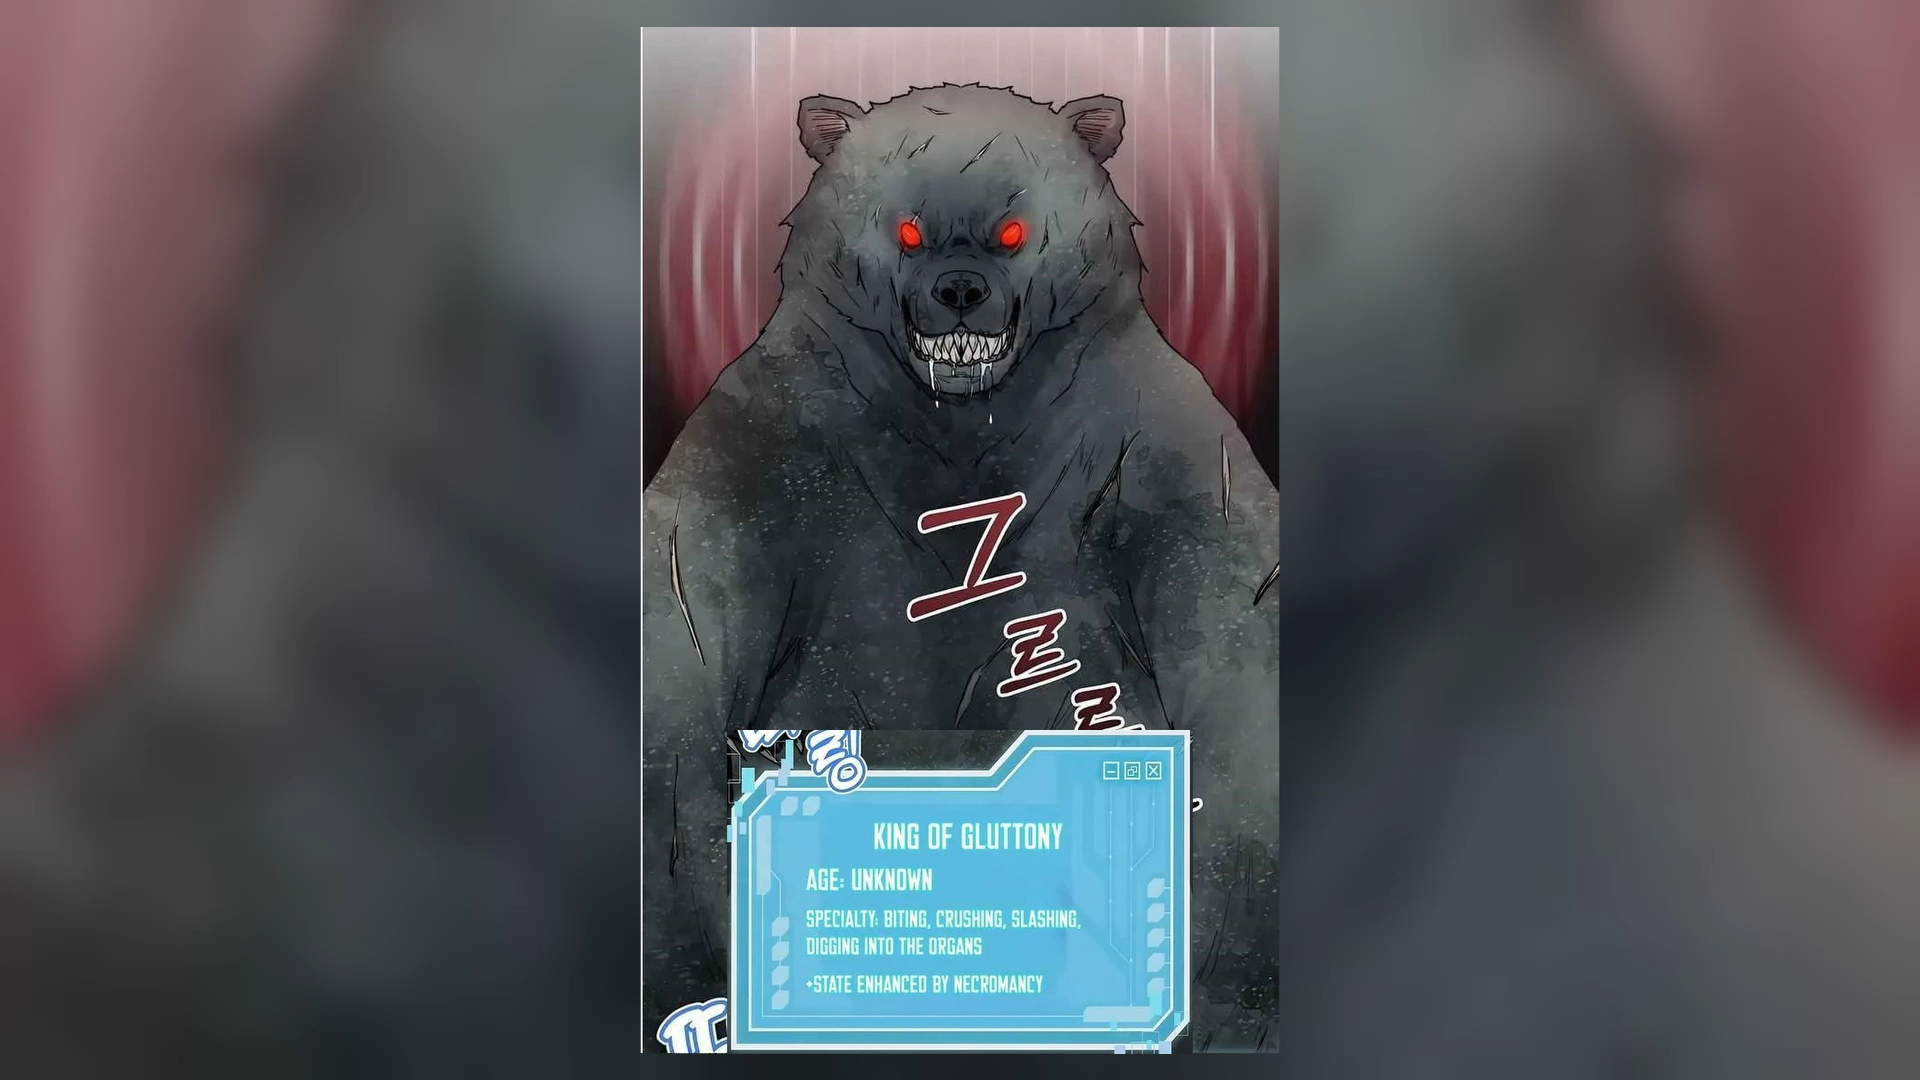 그
르
르
KING OF GLUTTONY
AGE: UNKNOWN
SPECIALTY: BITING, CRUSHING, SLASHING,
DIGGING INTO THE ORGANS
+STATE ENHANCED BY NECROMANCY